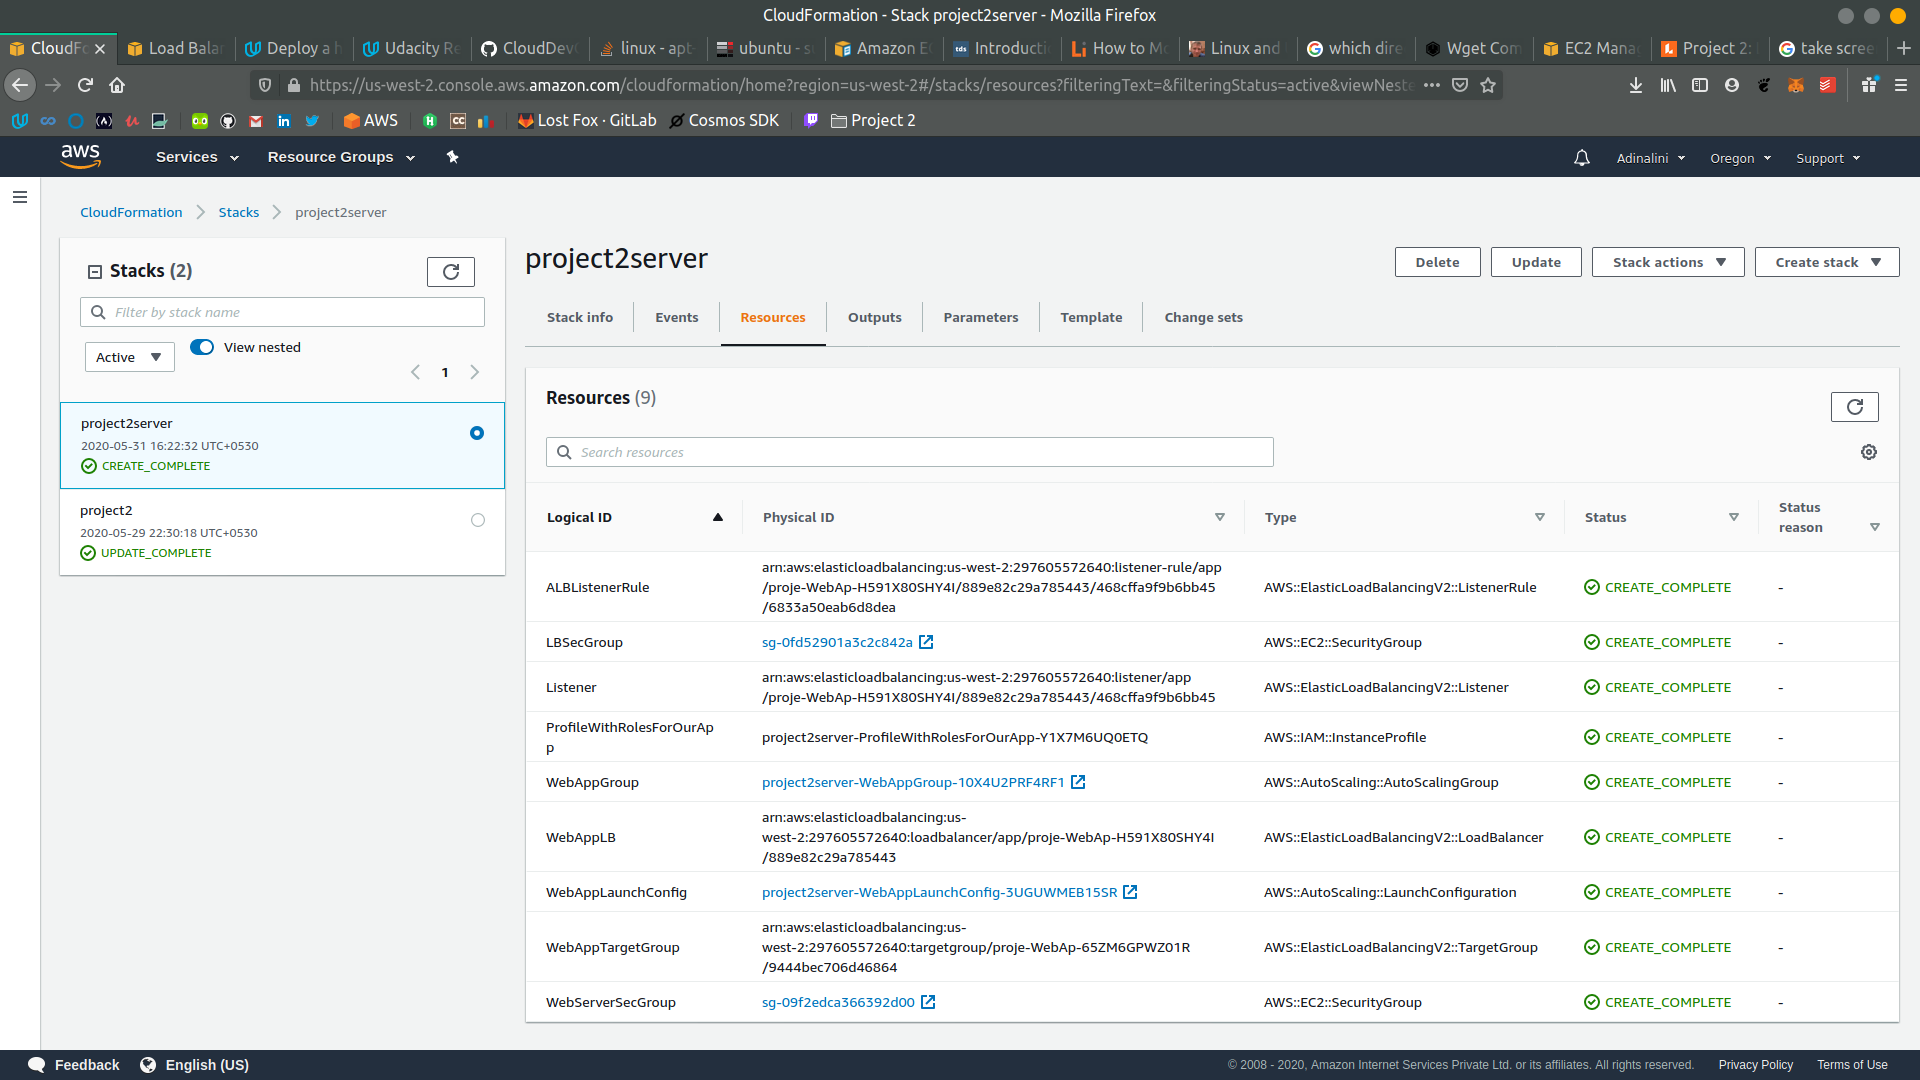 CloudFormation - Stack project2server - Mozilla Firefox
CloudFo
Load Bala
Deploy a h
Udacity Re
CloudDevO
linux - apt-
ubuntu - s
Amazon EC
Introductio
How to Mo
Linux and
which dire
Wget Com
EC2 Mana
Project 2:
take scree
https://us-west-2.console.aws.amazon.com/cloudformation/home?region=us-west-2#/stacks/resources?filteringText=&filteringStatus=active&viewNeste
AWS
Lost Fox · GitLab
Cosmos SDK
Project 2
aws
Services
Resource Groups
Adinalini
Oregon
Support
CloudFormation
Stacks
project2server
Stacks (2)
Filter by stack name
Active
View nested
1
project2server
2020-05-31 16:22:32 UTC+0530
CREATE_COMPLETE
project2
2020-05-29 22:30:18 UTC+0530
UPDATE_COMPLETE
project2server
Delete
Update
Stack actions
Create stack
Stack info
Events
Resources
Outputs
Parameters
Template
Change sets
Resources (9)
Search resources
Logical ID
Physical ID
Type
Status
Status
reason
ALBListenerRule
arn:aws:elasticloadbalancing:us-west-2:297605572640:listener-rule/app
/proje-WebAp-H591X80SHY4I/889e82c29a785443/468cffa9f9b6bb45
/6833a50eab6d8dea
AWS::ElasticLoadBalancingV2::ListenerRule
CREATE_COMPLETE
-
LBSecGroup
sg-0fd52901a3c2c842a
AWS::EC2::SecurityGroup
CREATE_COMPLETE
-
Listener
arn:aws:elasticloadbalancing:us-west-2:297605572640:listener/app
/proje-WebAp-H591X80SHY4I/889e82c29a785443/468cffa9f9b6bb45
AWS::ElasticLoadBalancingV2::Listener
CREATE_COMPLETE
-
ProfileWithRolesForOurAp
p
project2server-ProfileWithRolesForOurApp-Y1X7M6UQ0ETQ
AWS::IAM::InstanceProfile
CREATE_COMPLETE
-
WebAppGroup
project2server-WebAppGroup-10X4U2PRF4RF1
AWS::AutoScaling::AutoScalingGroup
CREATE_COMPLETE
-
WebAppLB
arn:aws:elasticloadbalancing:us-
west-2:297605572640:loadbalancer/app/proje-WebAp-H591X80SHY4I
/889e82c29a785443
AWS::ElasticLoadBalancingV2::LoadBalancer
CREATE_COMPLETE
-
WebAppLaunchConfig
project2server-WebAppLaunchConfig-3UGUWMEB15SR
AWS::AutoScaling::LaunchConfiguration
CREATE_COMPLETE
-
WebAppTargetGroup
arn:aws:elasticloadbalancing:us-
west-2:297605572640:targetgroup/proje-WebAp-65ZM6GPWZ01R
/9444bec706d46864
AWS::ElasticLoadBalancingV2::TargetGroup
CREATE_COMPLETE
-
WebServerSecGroup
sg-09f2edca366392d00
AWS::EC2::SecurityGroup
CREATE_COMPLETE
-
Feedback
English (US)
© 2008 - 2020, Amazon Internet Services Private Ltd. or its affiliates. All rights reserved.
Privacy Policy
Terms of Use